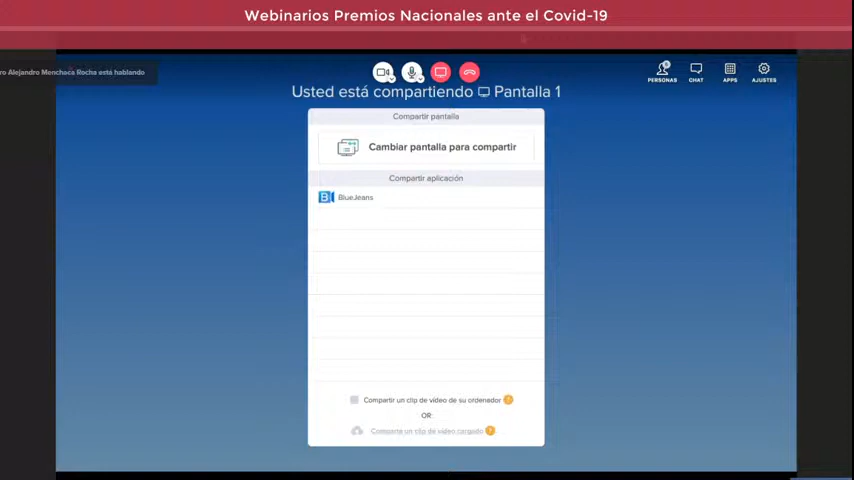 Webinarios Premios Nacionales ante el Covid-19
ro Alejandro Menchaca Rocha está hablando
PERSONAS
CHAT
APPS
AJUSTES
Usted está compartiendo Pantalla 1
Compartir pantalla
Cambiar pantalla para compartir
Compartir aplicación
BlueJeans
Compartir un clip de vídeo de su ordenador ?
OR:
Comparta un clip de vídeo cargado ?